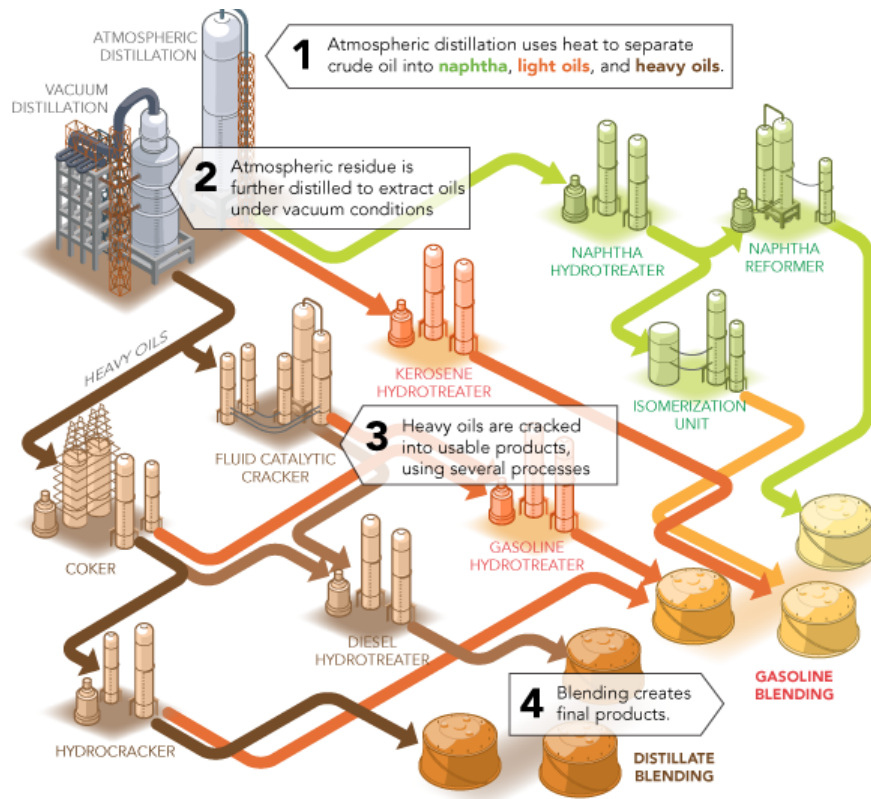 ATMOSPHERIC
DISTILLATION
1
Atmospheric distillation uses heat to separate
crude oil into naphtha, light oils, and heavy oils.
VACUUM
DISTILLATION
2
Atmospheric residue is
further distilled to extract oils
under vacuum conditions
NAPHTHA
HYDROTREATER
NAPHTHA
REFORMER
HEAVY OILS
KEROSENE
HYDROTREATER
ISOMERIZATION
UNIT
3
Heavy oils are cracked
into usable products,
using several processes
FLUID CATALYTIC
CRACKER
COKER
GASOLINE
HYDROTREATER
DIESEL
HYDROTREATER
GASOLINE
BLENDING
4
Blending creates
final products.
HYDROCRACKER
DISTILLATE
BLENDING